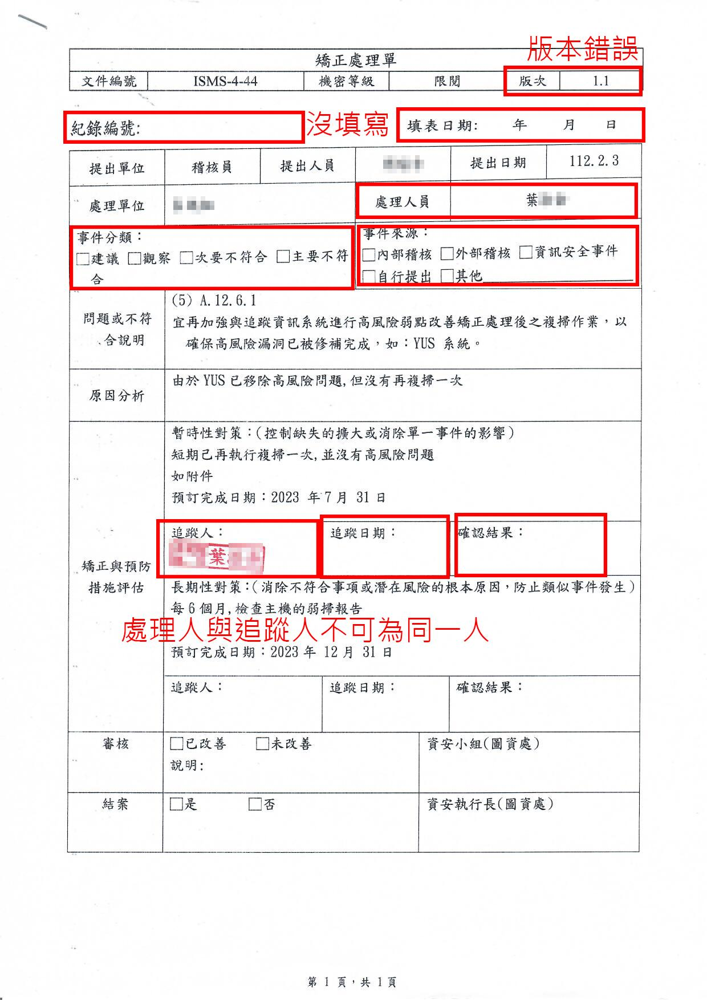 版本錯誤
矯正處理單
文件編號 ISMS-4-44 機密等級 限閱 版次 1.1
紀錄編號: 沒填寫 填表日期: 年 月 日
提出單位 稽核員 提出人員 提出日期 112.2.3
處理單位 處理人員 葉
事件分類：
□建議 □觀察 □次要不符合 □主要不符
合
事件來源：
□內部稽核 □外部稽核 □資訊安全事件
□自行提出 □其他
問題或不符
合說明
(5) A.12.6.1
宜再加強與追蹤資訊系統進行高風險弱點改善矯正處理後之複掃作業，以
確保高風險漏洞已被修補完成，如：YUS 系統。
原因分析
由於 YUS 已移除高風險問題,但沒有再複掃一次
矯正與預防
措施評估
暫時性對策：(控制缺失的擴大或消除單一事件的影響)
短期已再執行複掃一次,並沒有高風險問題
如附件
預訂完成日期：2023 年 7 月 31 日
追蹤人： 追蹤日期： 確認結果：
葉
長期性對策：(消除不符合事項或潛在風險的根本原因，防止類似事件發生)
每 6 個月,檢查主機的弱掃報告
處理人與追蹤人不可為同一人
預訂完成日期：2023 年 12 月 31 日
追蹤人： 追蹤日期： 確認結果：
審核 □已改善 □未改善 資安小組(圖資處)
說明:
結案 □是 □否 資安執行長(圖資處)
第 1 頁，共 1 頁